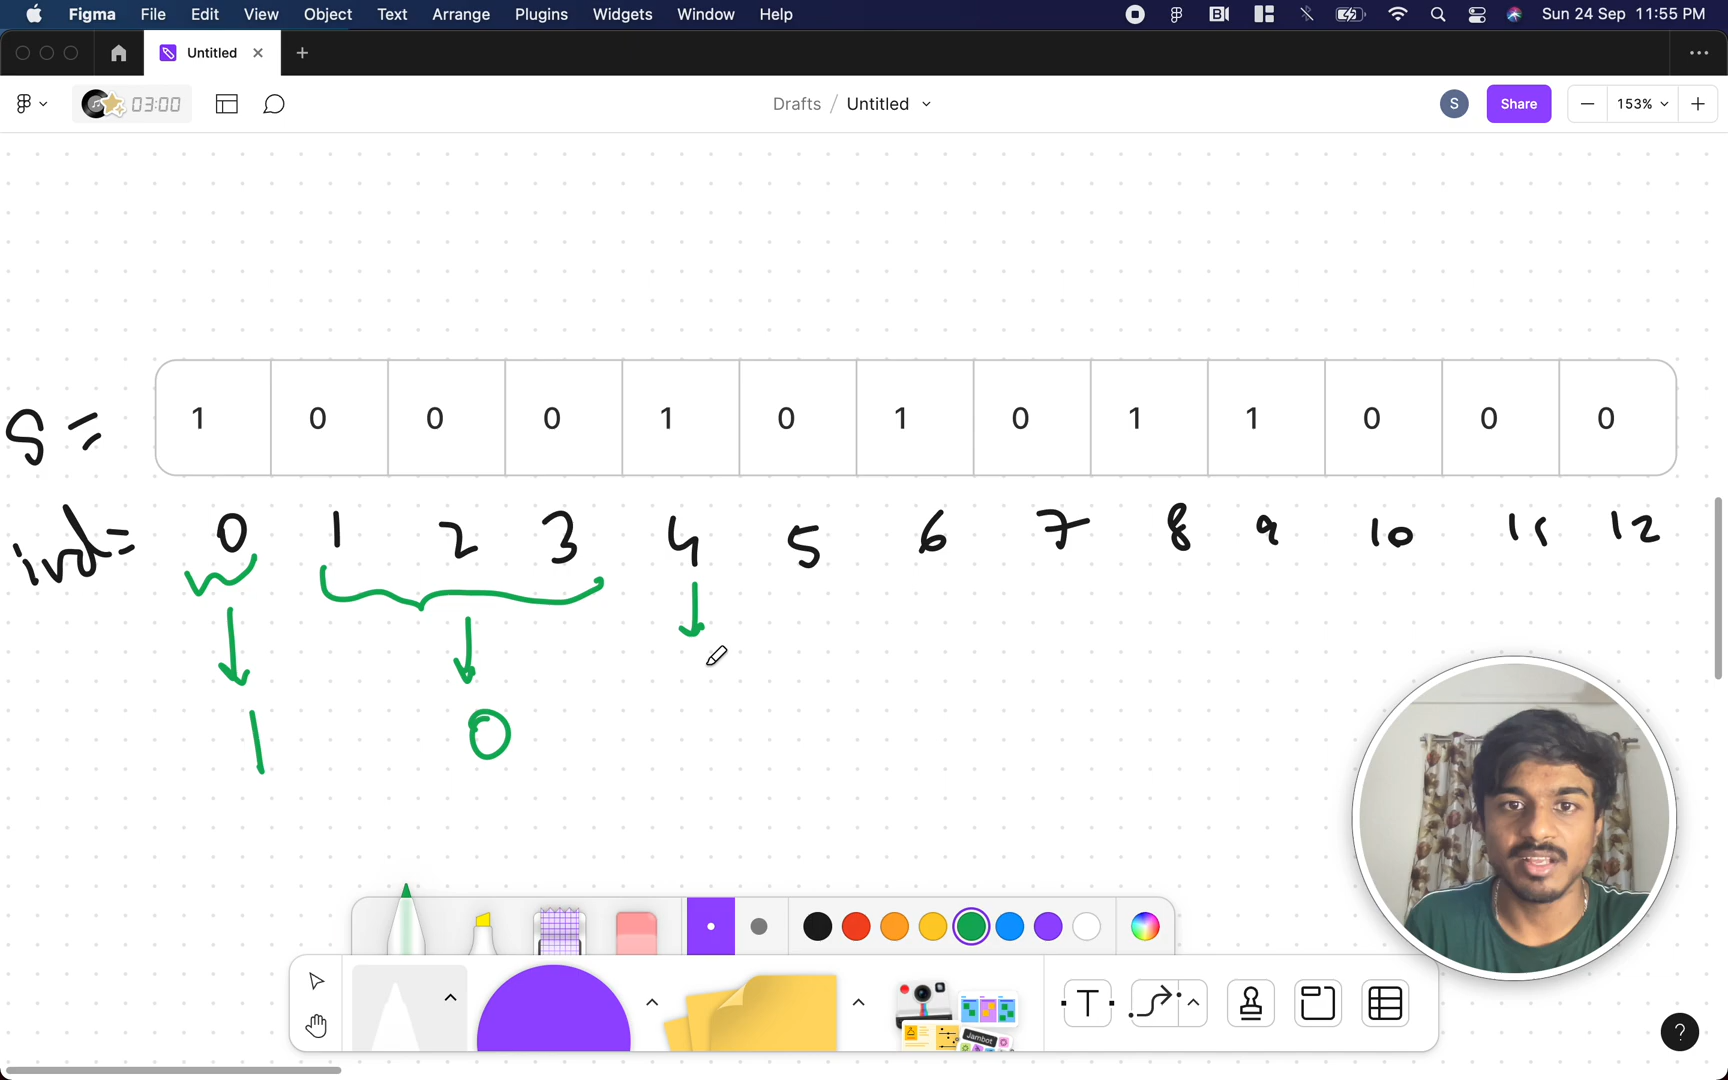 Figma File Edit View Object Text Arrange Plugins Widgets Window Help Sun 24 Sep 11:55 PM
Untitled
03:00 Drafts / Untitled S Share 153%
S = 1 0 0 0 1 0 1 0 1 1 0 0 0
ind= 0 1 2 3 4 5 6 7 8 9 10 11 12
1 0
Jambot
T
?